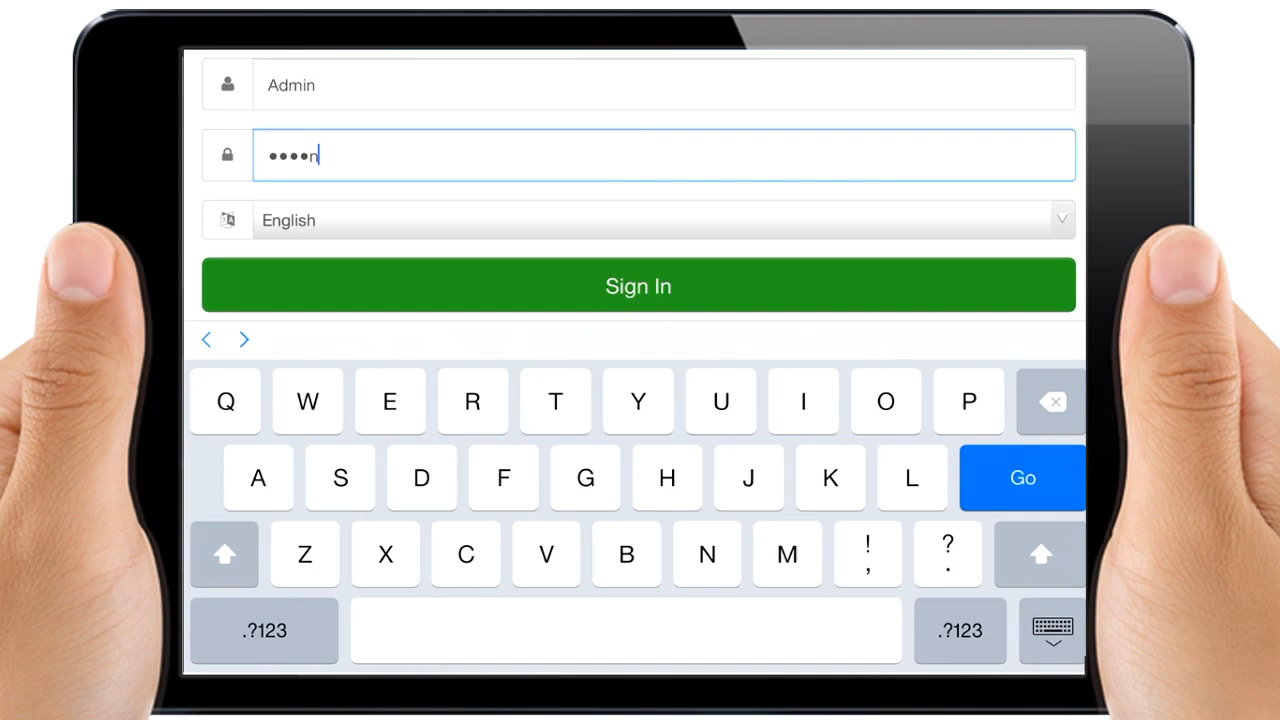 Admin
••••n
English
Sign In
Q W E R T Y U I O P
A S D F G H J K L Go
Z X C V B N M ! , ? .
.?123 .?123